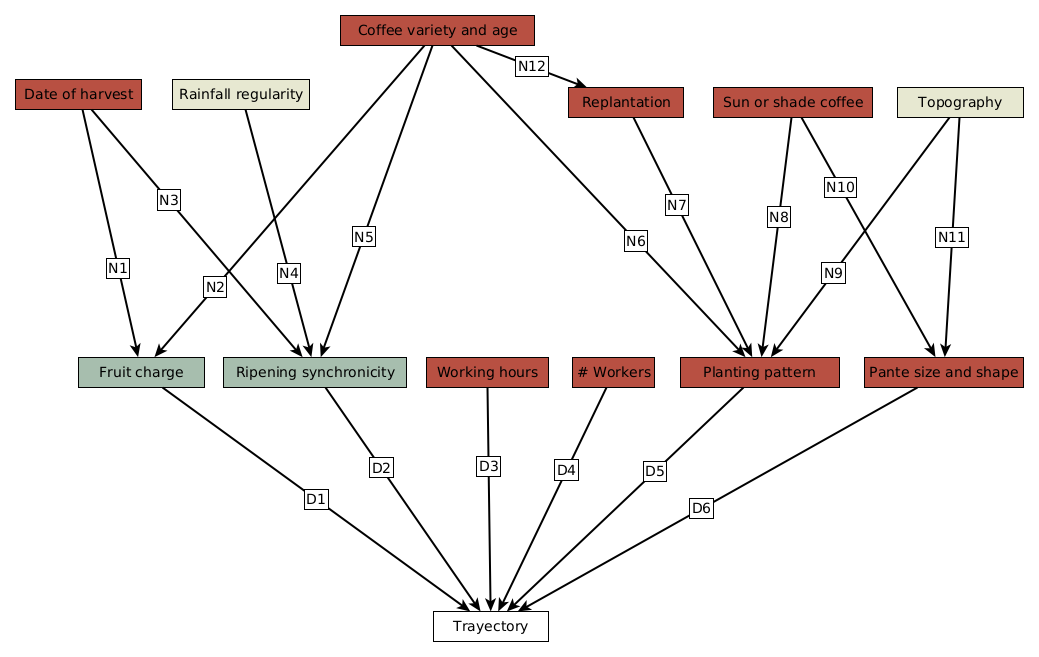 Coffee variety and age
N12
Date of harvest
Rainfall regularity
Replantation
Sun or shade coffee
Topography
N3
N10
N7
N8
N5
N6
N11
N1
N4
N9
N2
Fruit charge
Ripening synchronicity
Working hours
# Workers
Planting pattern
Pante size and shape
D2
D3
D4
D5
D1
D6
Trayectory